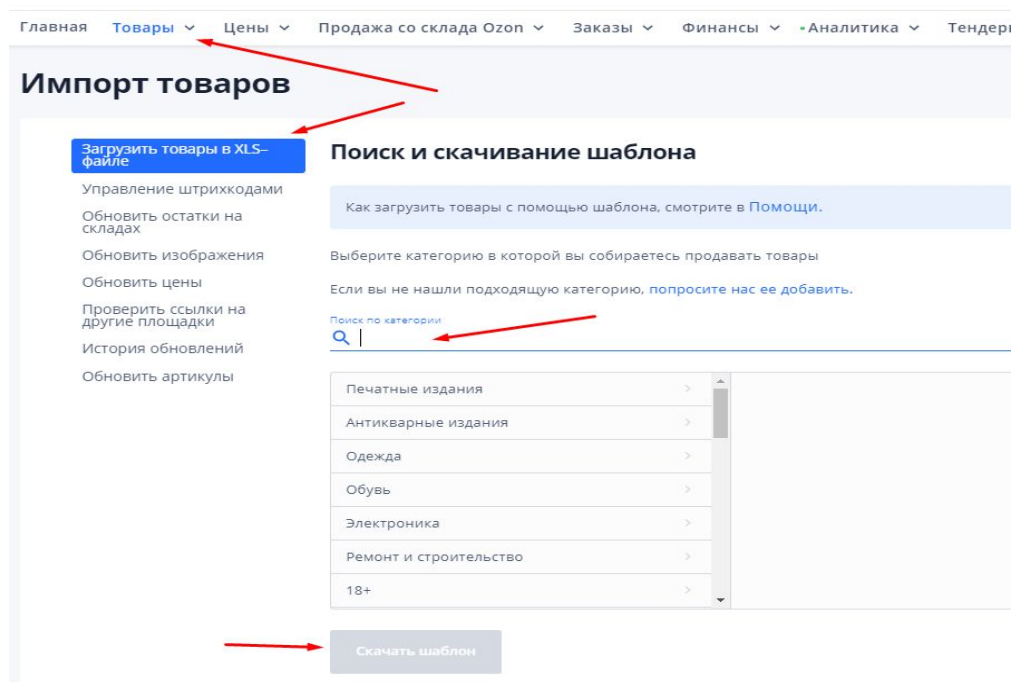 Главная Товары Цены Продажа со склада Ozon Заказы Финансы Аналитика
Импорт товаров
Загрузить товары в XLS–
файле
Управление штрихкодами
Обновить остатки на
складах
Обновить изображения
Обновить цены
Проверить ссылки на
другие площадки
История обновлений
Обновить артикулы
Поиск и скачивание шаблона
Как загрузить товары с помощью шаблона, смотрите в Помощи.
Выберите категорию в которой вы собираетесь продавать товары
Если вы не нашли подходящую категорию, попросите нас ее добавить.
Поиск по категории
Печатные издания
Антикварные издания
Одежда
Обувь
Электроника
Ремонт и строительство
18+
Скачать шаблон